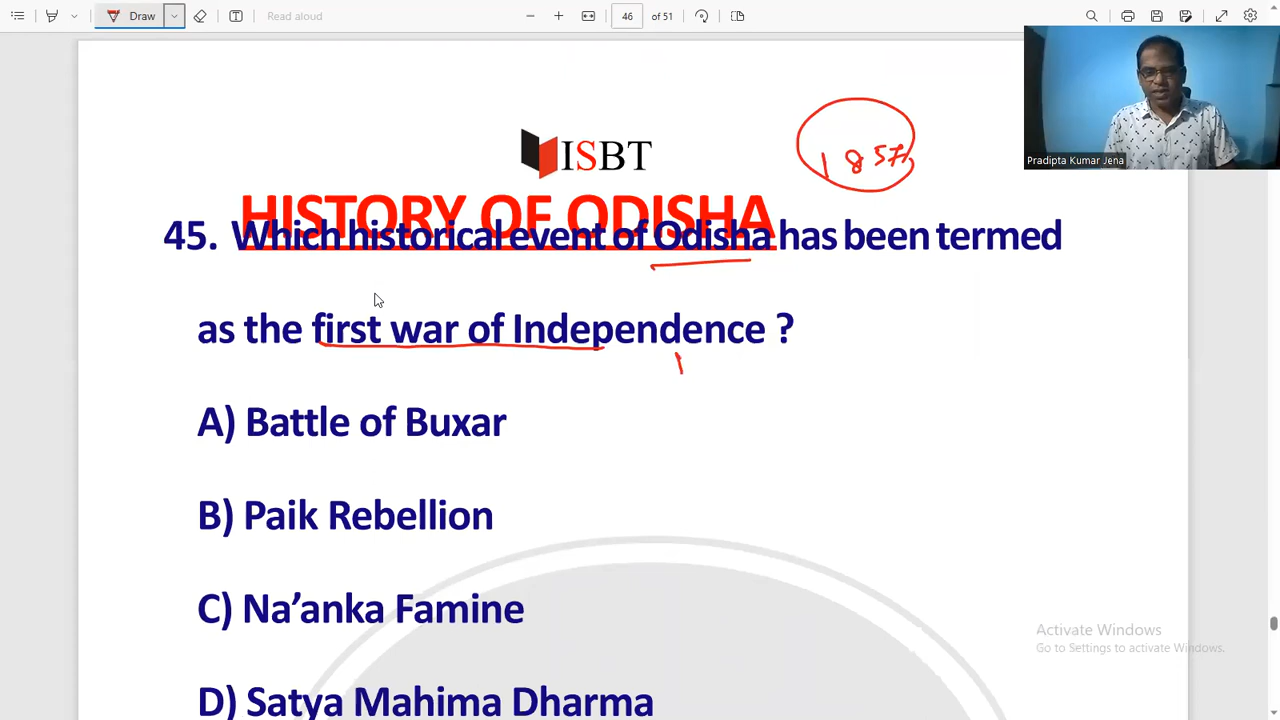 Draw
Read aloud
46 of 51
1857
Pradipta Kumar Jena
ISBT
HISTORY OF ODISHA
45. Which historical event of Odisha has been termed
as the first war of Independence ?
A) Battle of Buxar
B) Paik Rebellion
C) Na’anka Famine
D) Satya Mahima Dharma
Activate Windows
Go to Settings to activate Windows.